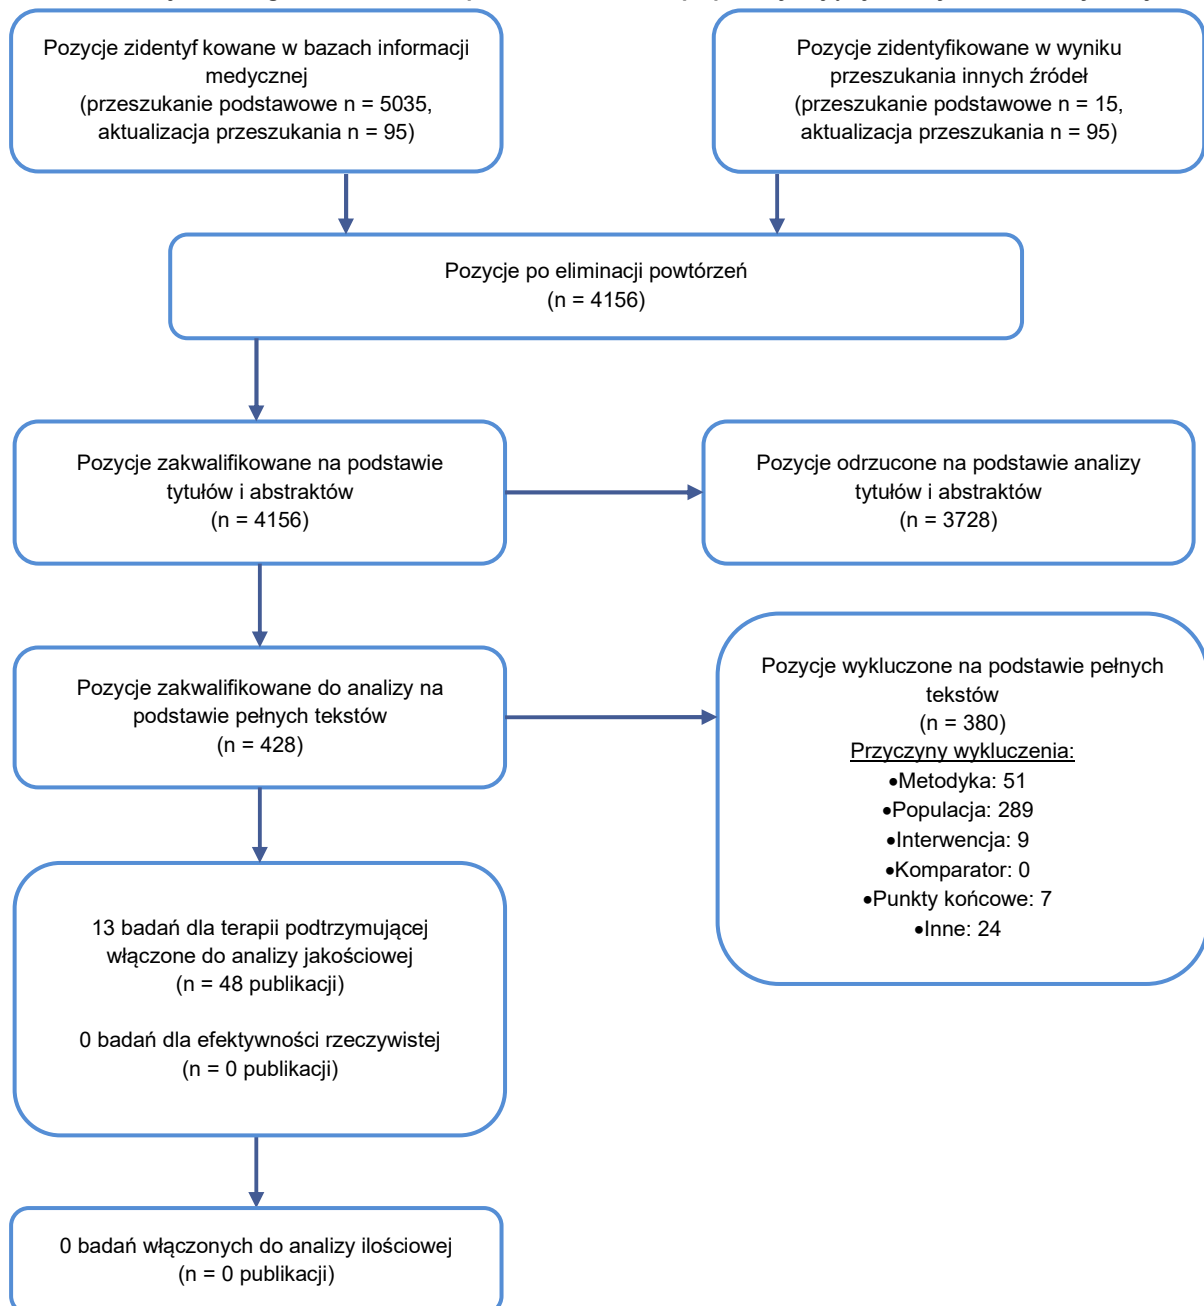 Pozycje zidentyf kowane w bazach informacji
medycznej
(przeszukanie podstawowe n = 5035,
aktualizacja przeszukania n = 95)
Pozycje zidentyfikowane w wyniku
przeszukania innych źródeł
(przeszukanie podstawowe n = 15,
aktualizacja przeszukania n = 95)
Pozycje po eliminacji powtórzeń
(n = 4156)
Pozycje zakwalifikowane na podstawie
tytułów i abstraktów
(n = 4156)
Pozycje odrzucone na podstawie analizy
tytułów i abstraktów
(n = 3728)
Pozycje zakwalifikowane do analizy na
podstawie pełnych tekstów
(n = 428)
Pozycje wykluczone na podstawie pełnych
tekstów
(n = 380)
Przyczyny wykluczenia:
•Metodyka: 51
•Populacja: 289
•Interwencja: 9
•Komparator: 0
•Punkty końcowe: 7
•Inne: 24
13 badań dla terapii podtrzymującej
włączone do analizy jakościowej
(n = 48 publikacji)
0 badań dla efektywności rzeczywistej
(n = 0 publikacji)
0 badań włączonych do analizy ilościowej
(n = 0 publikacji)